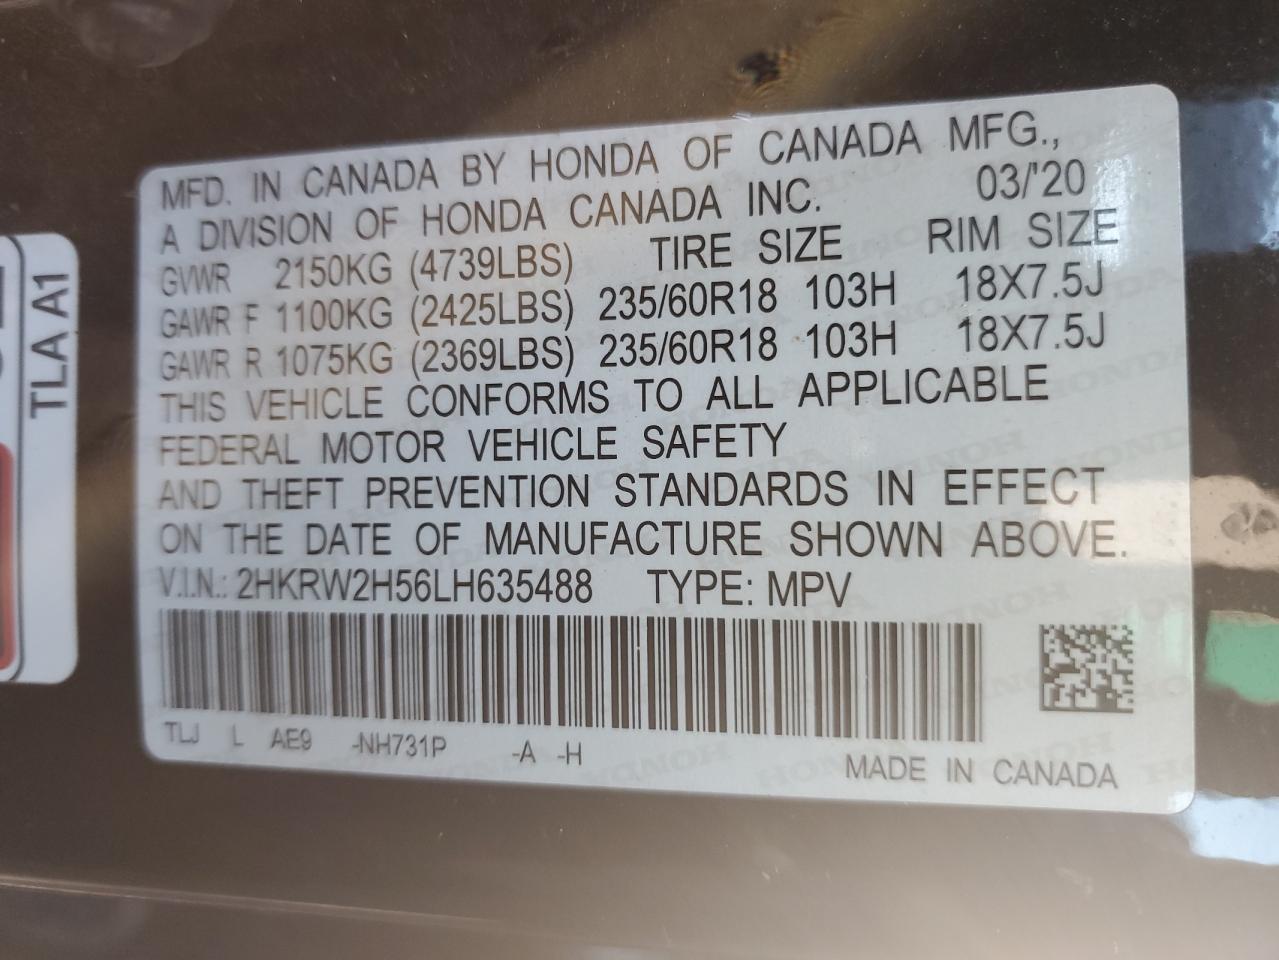 MFD. IN CANADA BY HONDA OF CANADA MFG.,
A DIVISION OF HONDA CANADA INC. 03/'20
GVWR 2150KG (4739LBS) TIRE SIZE RIM SIZE
GAWR F 1100KG (2425LBS) 235/60R18 103H 18X7.5J
GAWR R 1075KG (2369LBS) 235/60R18 103H 18X7.5J
THIS VEHICLE CONFORMS TO ALL APPLICABLE
FEDERAL MOTOR VEHICLE SAFETY
AND THEFT PREVENTION STANDARDS IN EFFECT
ON THE DATE OF MANUFACTURE SHOWN ABOVE.
V.I.N.: 2HKRW2H56LH635488 TYPE: MPV
TLJ L AE9 -NH731P -A -H
MADE IN CANADA
TLA A1